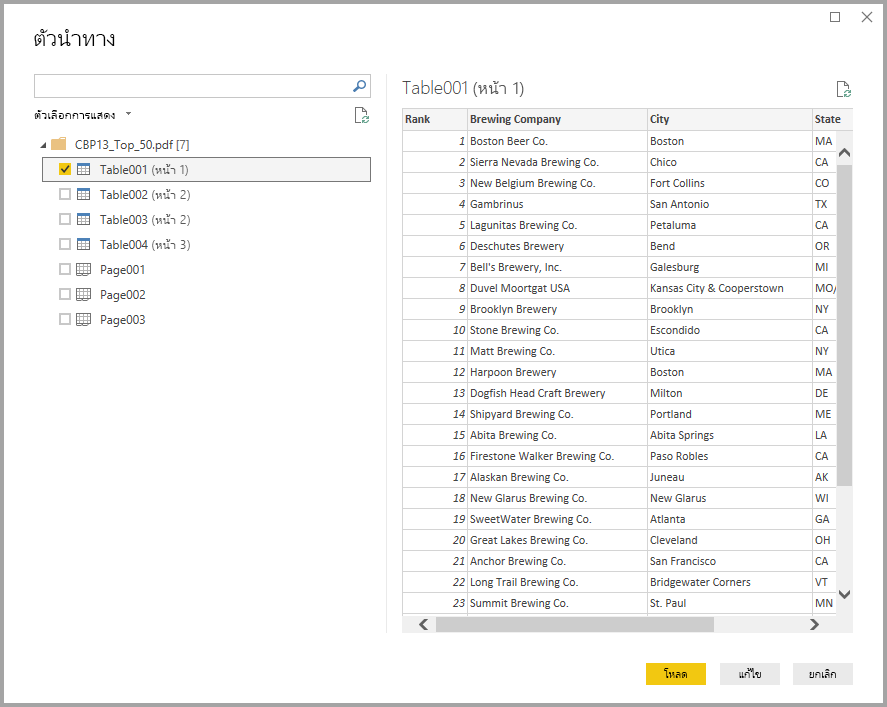 ตัวนำทาง
ตัวเลือกการแสดง
CBP13_Top_50.pdf [7]
Table001 (หน้า 1)
Table002 (หน้า 2)
Table003 (หน้า 2)
Table004 (หน้า 3)
Page001
Page002
Page003
Table001 (หน้า 1)
Rank Brewing Company City State
1 Boston Beer Co. Boston MA
2 Sierra Nevada Brewing Co. Chico CA
3 New Belgium Brewing Co. Fort Collins CO
4 Gambrinus San Antonio TX
5 Lagunitas Brewing Co. Petaluma CA
6 Deschutes Brewery Bend OR
7 Bell's Brewery, Inc. Galesburg MI
8 Duvel Moortgat USA Kansas City & Cooperstown MO/
9 Brooklyn Brewery Brooklyn NY
10 Stone Brewing Co. Escondido CA
11 Matt Brewing Co. Utica NY
12 Harpoon Brewery Boston MA
13 Dogfish Head Craft Brewery Milton DE
14 Shipyard Brewing Co. Portland ME
15 Abita Brewing Co. Abita Springs LA
16 Firestone Walker Brewing Co. Paso Robles CA
17 Alaskan Brewing Co. Juneau AK
18 New Glarus Brewing Co. New Glarus WI
19 SweetWater Brewing Co. Atlanta GA
20 Great Lakes Brewing Co. Cleveland OH
21 Anchor Brewing Co. San Francisco CA
22 Long Trail Brewing Co. Bridgewater Corners VT
23 Summit Brewing Co. St. Paul MN
โหลด แก้ไข ยกเลิก